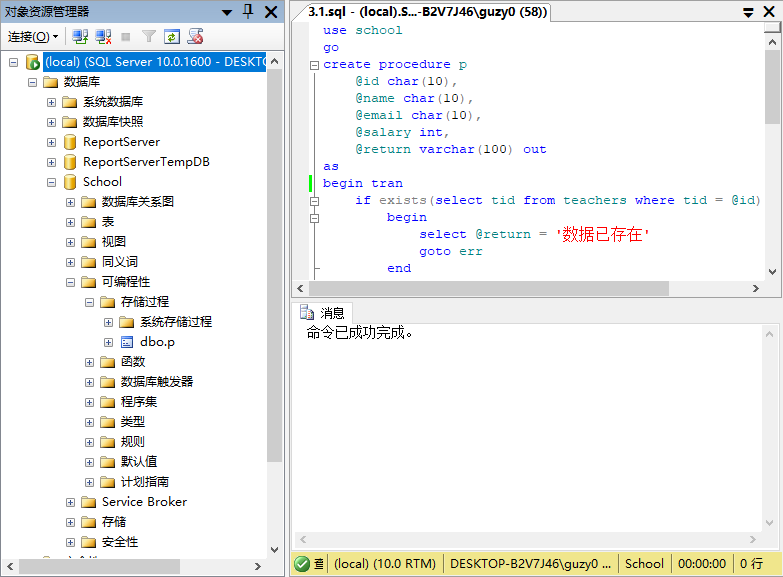 对象资源管理器
连接(O)
(local) (SQL Server 10.0.1600 - DESKTO
数据库
系统数据库
数据库快照
ReportServer
ReportServerTempDB
School
数据库关系图
表
视图
同义词
可编程性
存储过程
系统存储过程
dbo.p
函数
数据库触发器
程序集
类型
规则
默认值
计划指南
Service Broker
存储
安全性
3.1.sql - (local).S...-B2V7J46\guzy0 (58))
use school
go
create procedure p
@id char(10),
@name char(10),
@email char(10),
@salary int,
@return varchar(100) out
as
begin tran
if exists(select tid from teachers where tid = @id)
begin
select @return = '数据已存在'
goto err
end
消息
命令已成功完成。
(local) (10.0 RTM)
DESKTOP-B2V7J46\guzy0 ...
School
00:00:00
0 行